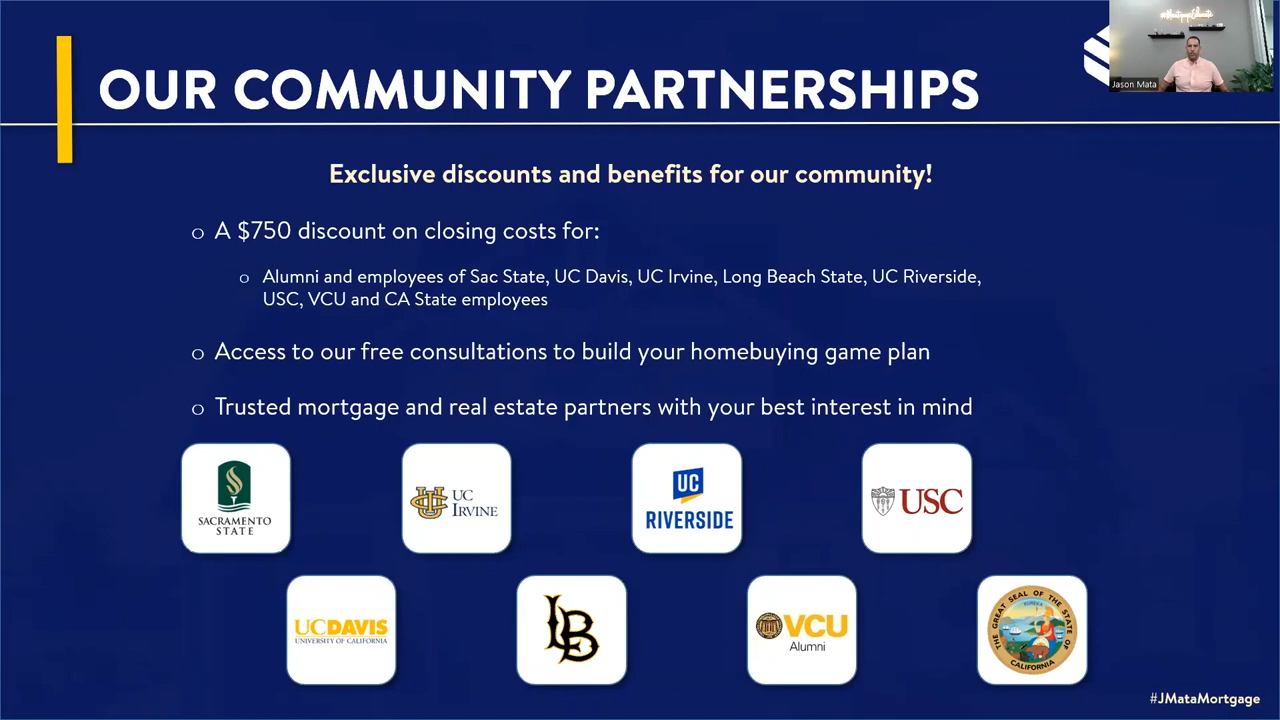 OUR COMMUNITY PARTNERSHIPS
#MortgageEducate
Jason Mata
Exclusive discounts and benefits for our community!
o A $750 discount on closing costs for:
o Alumni and employees of Sac State, UC Davis, UC Irvine, Long Beach State, UC Riverside,
USC, VCU and CA State employees
o Access to our free consultations to build your homebuying game plan
o Trusted mortgage and real estate partners with your best interest in mind
SACRAMENTO
STATE
UC
IRVINE
UC
RIVERSIDE
USC
UCDAVIS
UNIVERSITY OF CALIFORNIA
LB
VCU
Alumni
THE GREAT SEAL OF THE STATE OF CALIFORNIA
EUREKA
#JMataMortgage